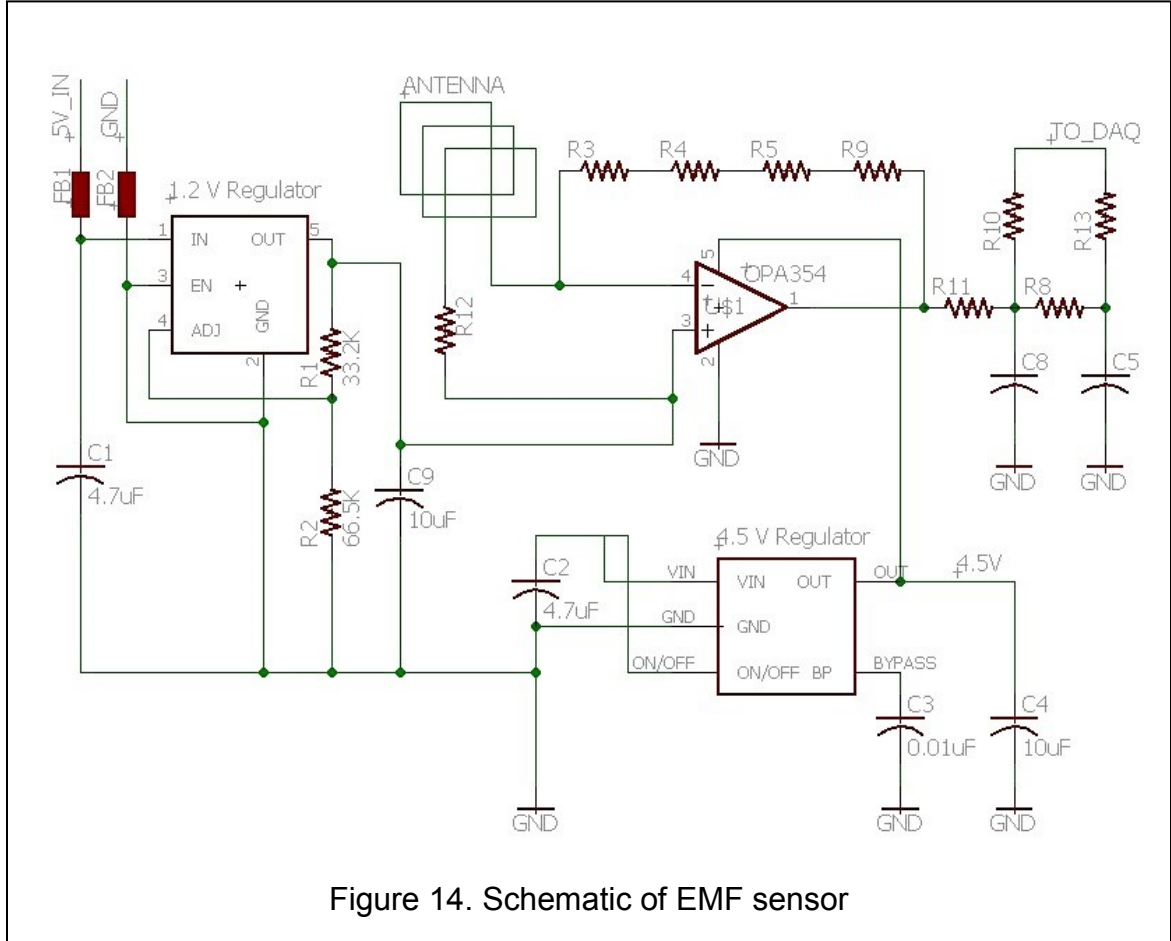 5V_IN
GND
FB1
FB2
1.2 V Regulator
1
IN
OUT
5
3
EN
4
ADJ
GND
2
R1
33.2K
R2
66.5K
C1
4.7uF
C9
10uF
ANTENNA
R12
R3
R4
R5
R9
5
OPA354
4
U$1
3
1
2
GND
TO_DAQ
R10
R13
R11
R8
C8
C5
GND
GND
C2
4.7uF
4.5 V Regulator
VIN
VIN
OUT
OUT
4.5V
GND
GND
ON/OFF
ON/OFF
BP
BYPASS
C3
0.01uF
C4
10uF
GND
GND
GND
Figure 14. Schematic of EMF sensor